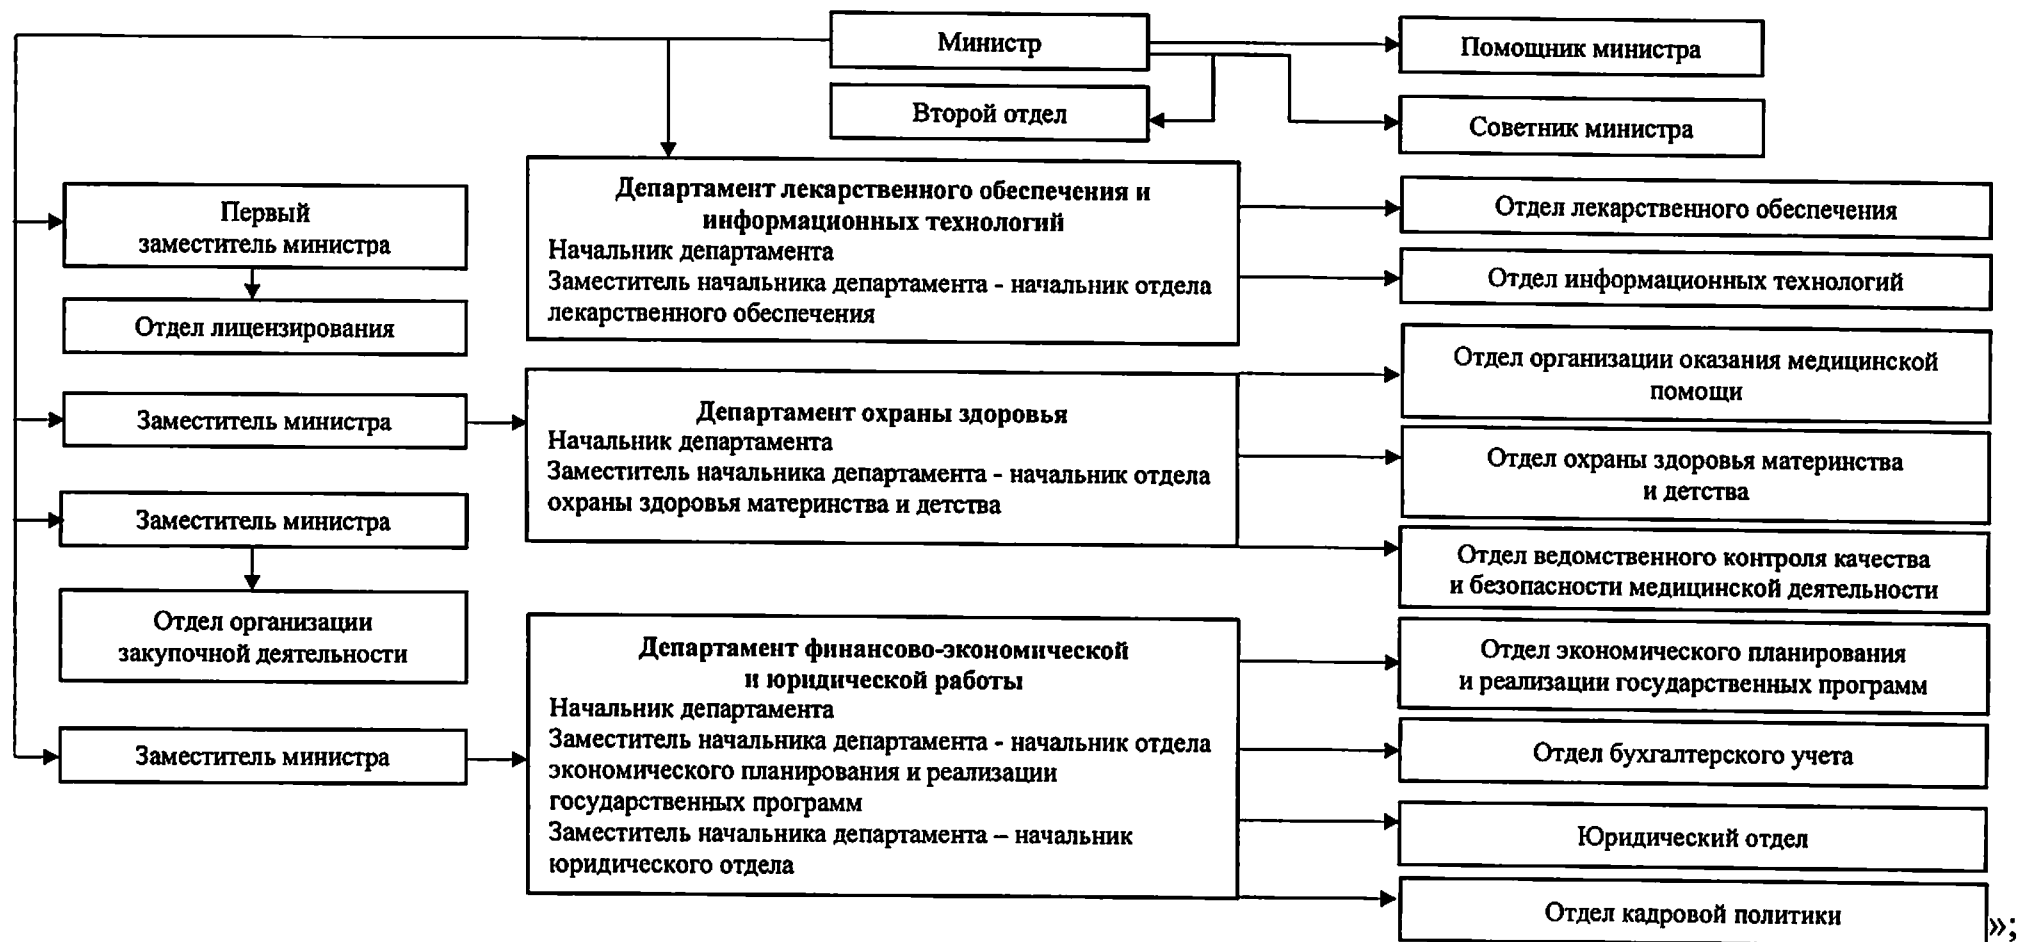 Министр
Помощник министра
Второй отдел
Советник министра
Первый
заместитель министра
Отдел лицензирования
Заместитель министра
Заместитель министра
Отдел организации
закупочной деятельности
Заместитель министра
Департамент лекарственного обеспечения и
информационных технологий
Начальник департамента
Заместитель начальника департамента - начальник отдела
лекарственного обеспечения
Департамент охраны здоровья
Начальник департамента
Заместитель начальника департамента - начальник отдела
охраны здоровья материнства и детства
Департамент финансово-экономической
и юридической работы
Начальник департамента
Заместитель начальника департамента - начальник отдела
экономического планирования и реализации
государственных программ
Заместитель начальника департамента – начальник
юридического отдела
Отдел лекарственного обеспечения
Отдел информационных технологий
Отдел организации оказания медицинской
помощи
Отдел охраны здоровья материнства
и детства
Отдел ведомственного контроля качества
и безопасности медицинской деятельности
Отдел экономического планирования
и реализации государственных программ
Отдел бухгалтерского учета
Юридический отдел
Отдел кадровой политики
»;